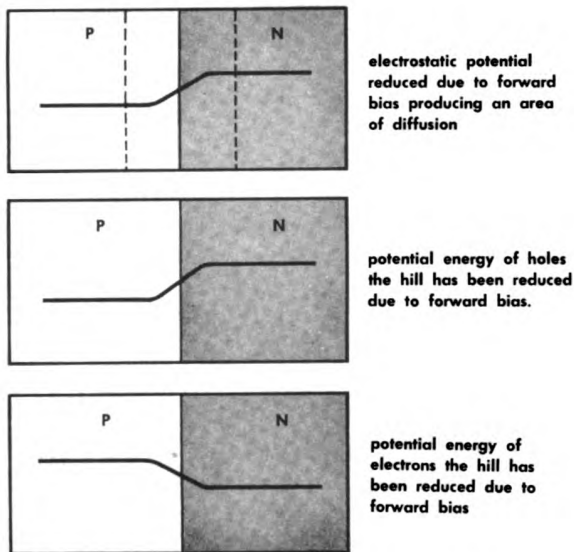 P N
electrostatic potential
reduced due to forward
bias producing an area
of diffusion
P N
potential energy of holes
the hill has been reduced
due to forward bias.
P N
potential energy of
electrons the hill has
been reduced due to
forward bias